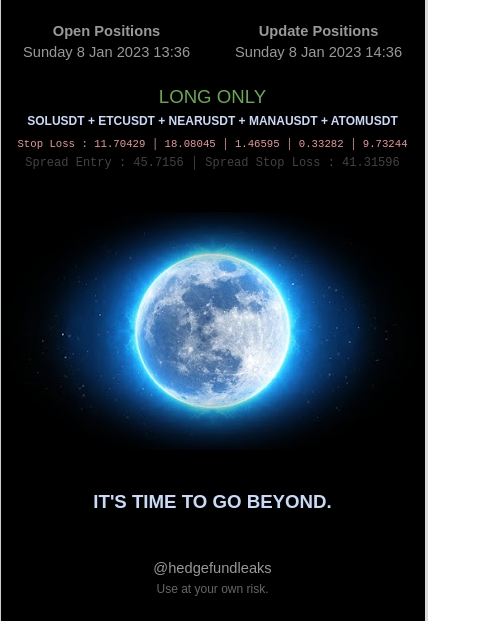 Open Positions Update Positions
Sunday 8 Jan 2023 13:36 Sunday 8 Jan 2023 14:36
LONG ONLY
SOLUSDT + ETCUSDT + NEARUSDT + MANAUSDT + ATOMUSDT
Stop Loss : 11.70429 | 18.08045 | 1.46595 | 0.33282 | 9.73244
Spread Entry : 45.7156 | Spread Stop Loss : 41.31596
IT'S TIME TO GO BEYOND.
@hedgefundleaks
Use at your own risk.